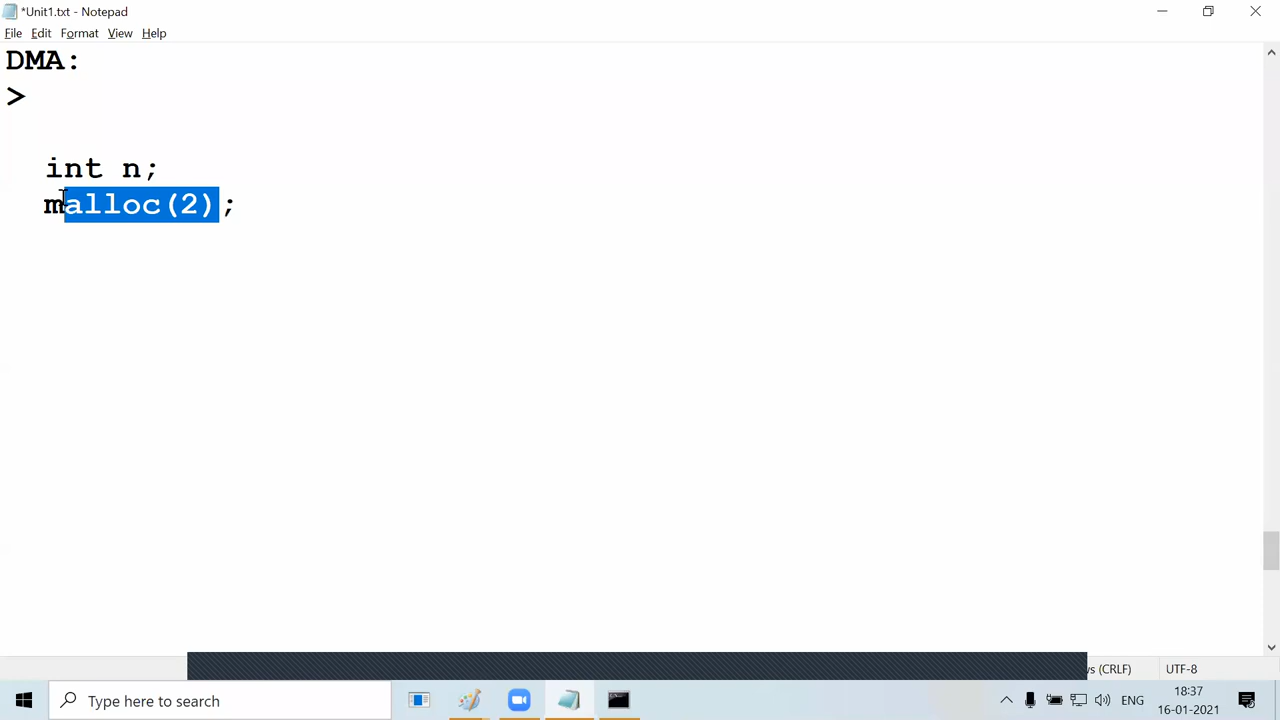 *Unit1.txt - Notepad
File Edit Format View Help
DMA:
>
int n;
malloc(2);
s (CRLF) UTF-8
Type here to search
ENG
18:37
16-01-2021